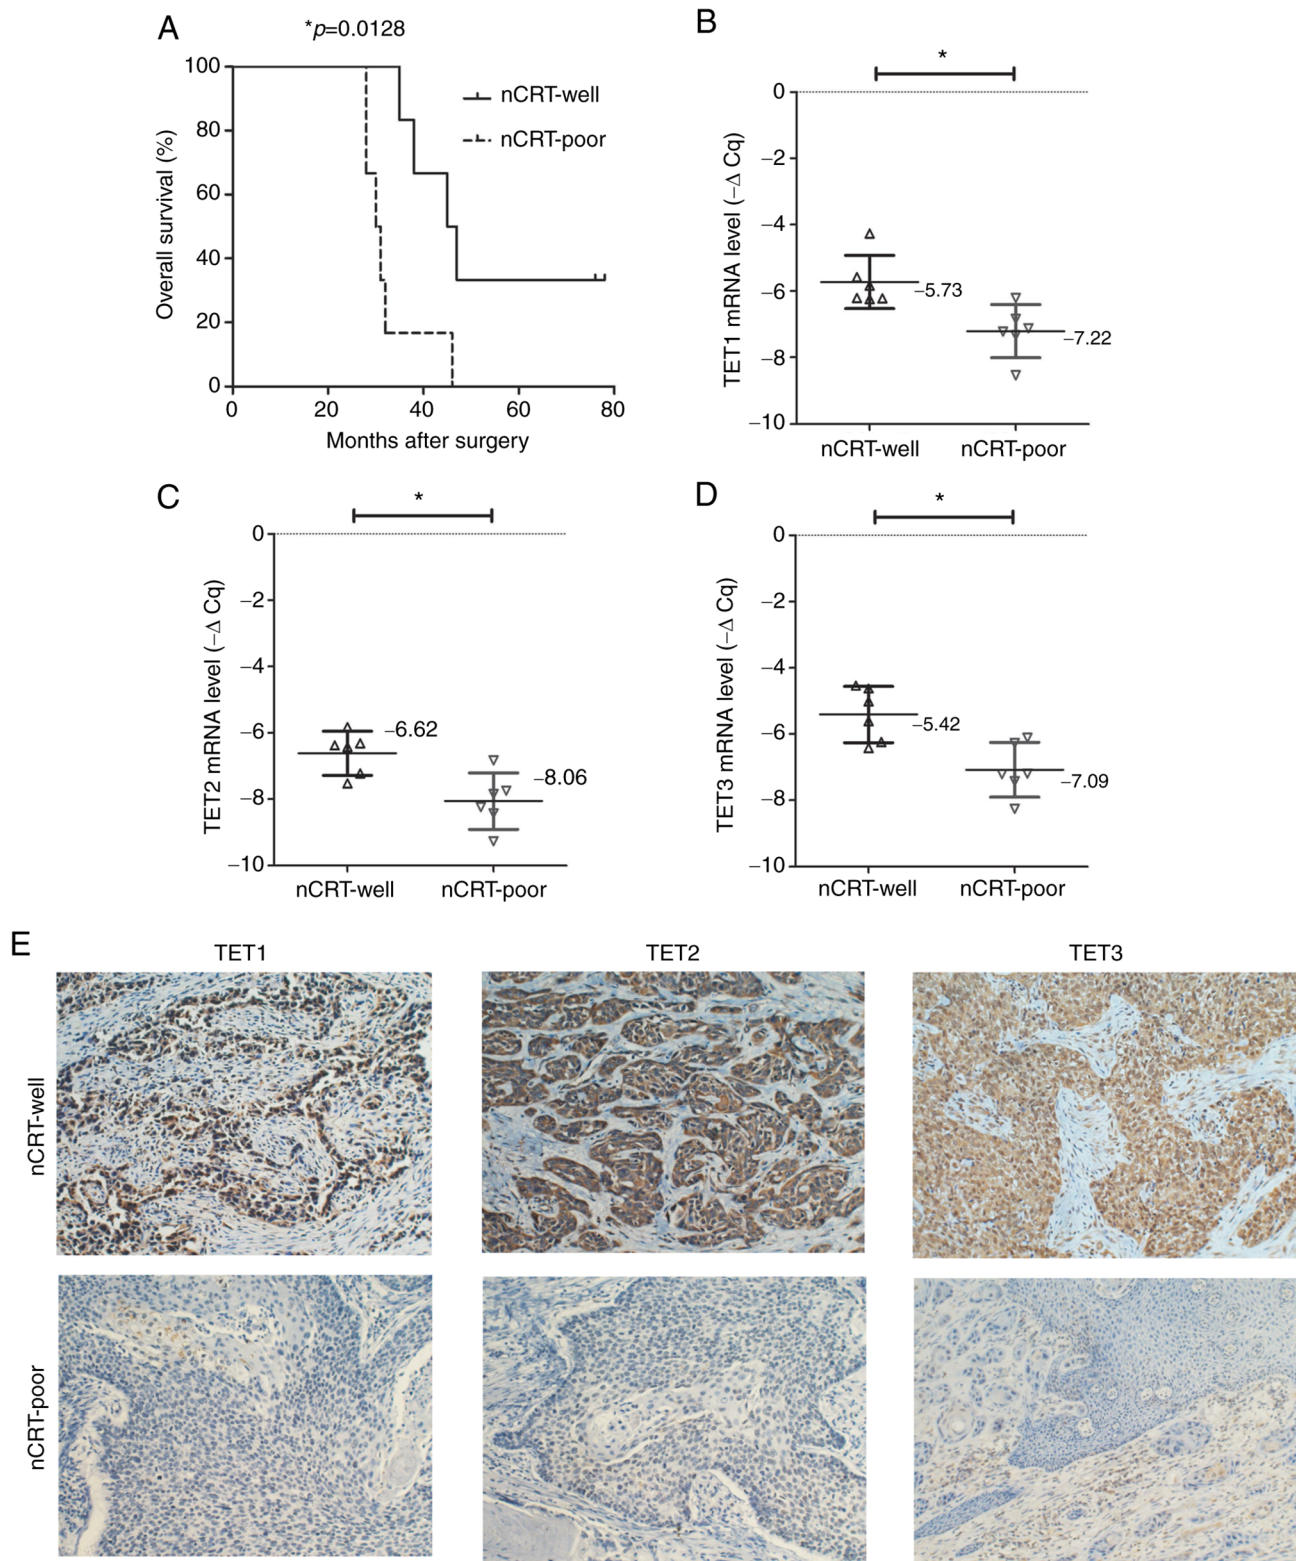 A
*p=0.0128
100
80
60
40
20
0
Overall survival (%)
nCRT-well
nCRT-poor
0 20 40 60 80
Months after surgery
B
*
0
−2
−4
−6
−8
−10
TET1 mRNA level (−Δ Cq)
−5.73
−7.22
nCRT-well nCRT-poor
C
*
0
−2
−4
−6
−8
−10
TET2 mRNA level (−Δ Cq)
−6.62
−8.06
nCRT-well nCRT-poor
D
*
0
−2
−4
−6
−8
−10
TET3 mRNA level (−Δ Cq)
−5.42
−7.09
nCRT-well nCRT-poor
E
TET1 TET2 TET3
nCRT-well
nCRT-poor